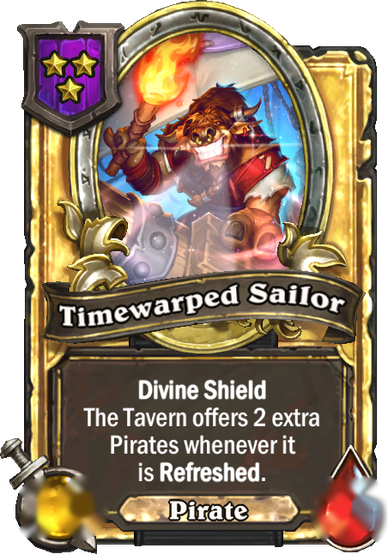 Timewarped Sailor
Divine Shield
The Tavern offers 2 extra
Pirates whenever it
is Refreshed.
Pirate